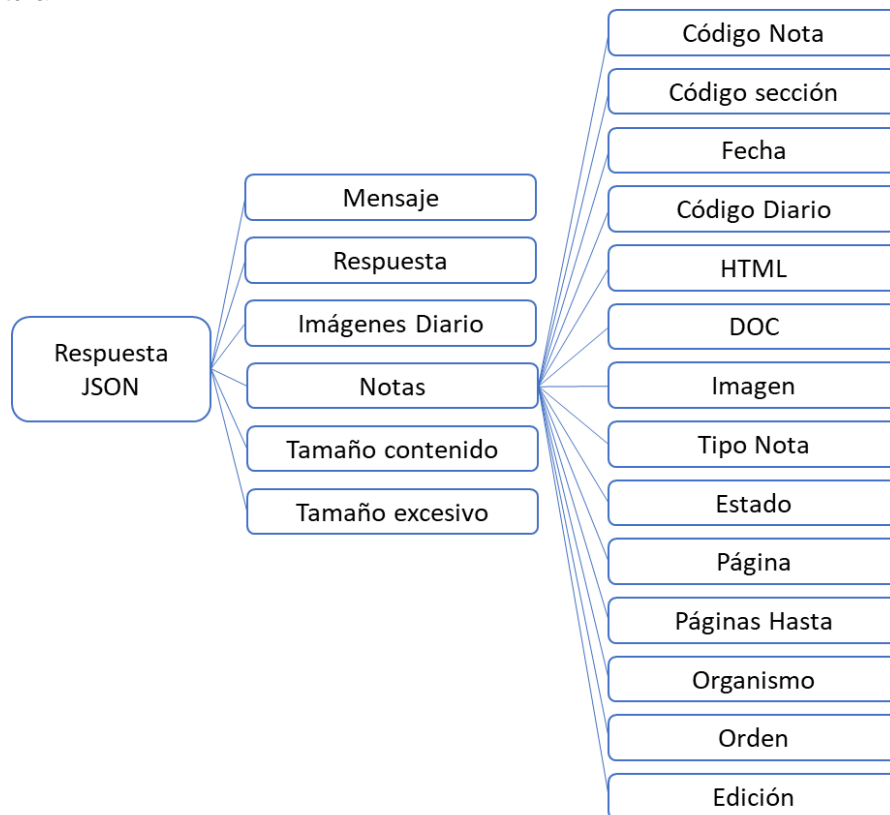 Respuesta
JSON
Mensaje
Respuesta
Imágenes Diario
Notas
Tamaño contenido
Tamaño excesivo
Código Nota
Código sección
Fecha
Código Diario
HTML
DOC
Imagen
Tipo Nota
Estado
Página
Páginas Hasta
Organismo
Orden
Edición